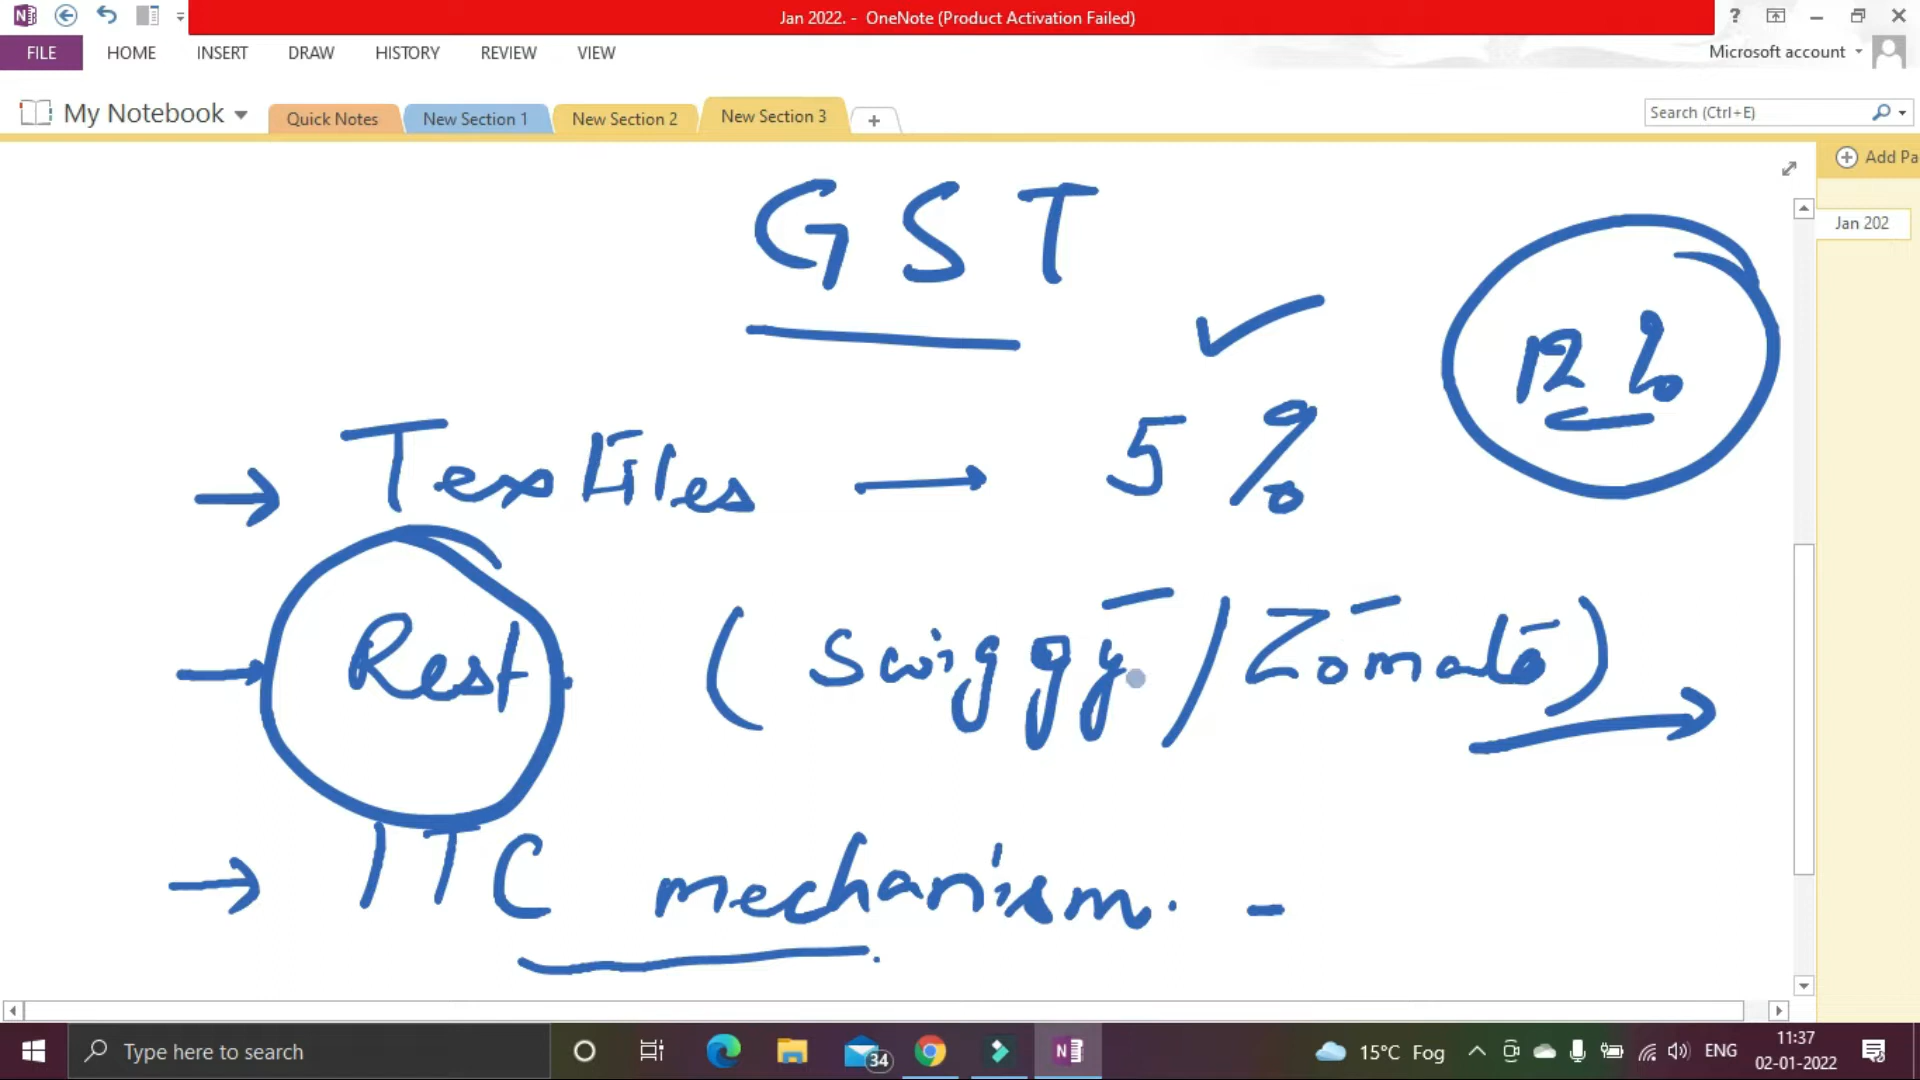 Jan 2022. - OneNote (Product Activation Failed)
?
FILE HOME INSERT DRAW HISTORY REVIEW VIEW
Microsoft account
My Notebook Quick Notes New Section 1 New Section 2 New Section 3 +
Search (Ctrl+E)
Add Pa
Jan 202
GST
12%
→ Textiles → 5%
→ Rest. (Swiggy/Zomato) →
→ ITC mechanism. -
Type here to search
34
15°C Fog
ENG
11:37
02-01-2022